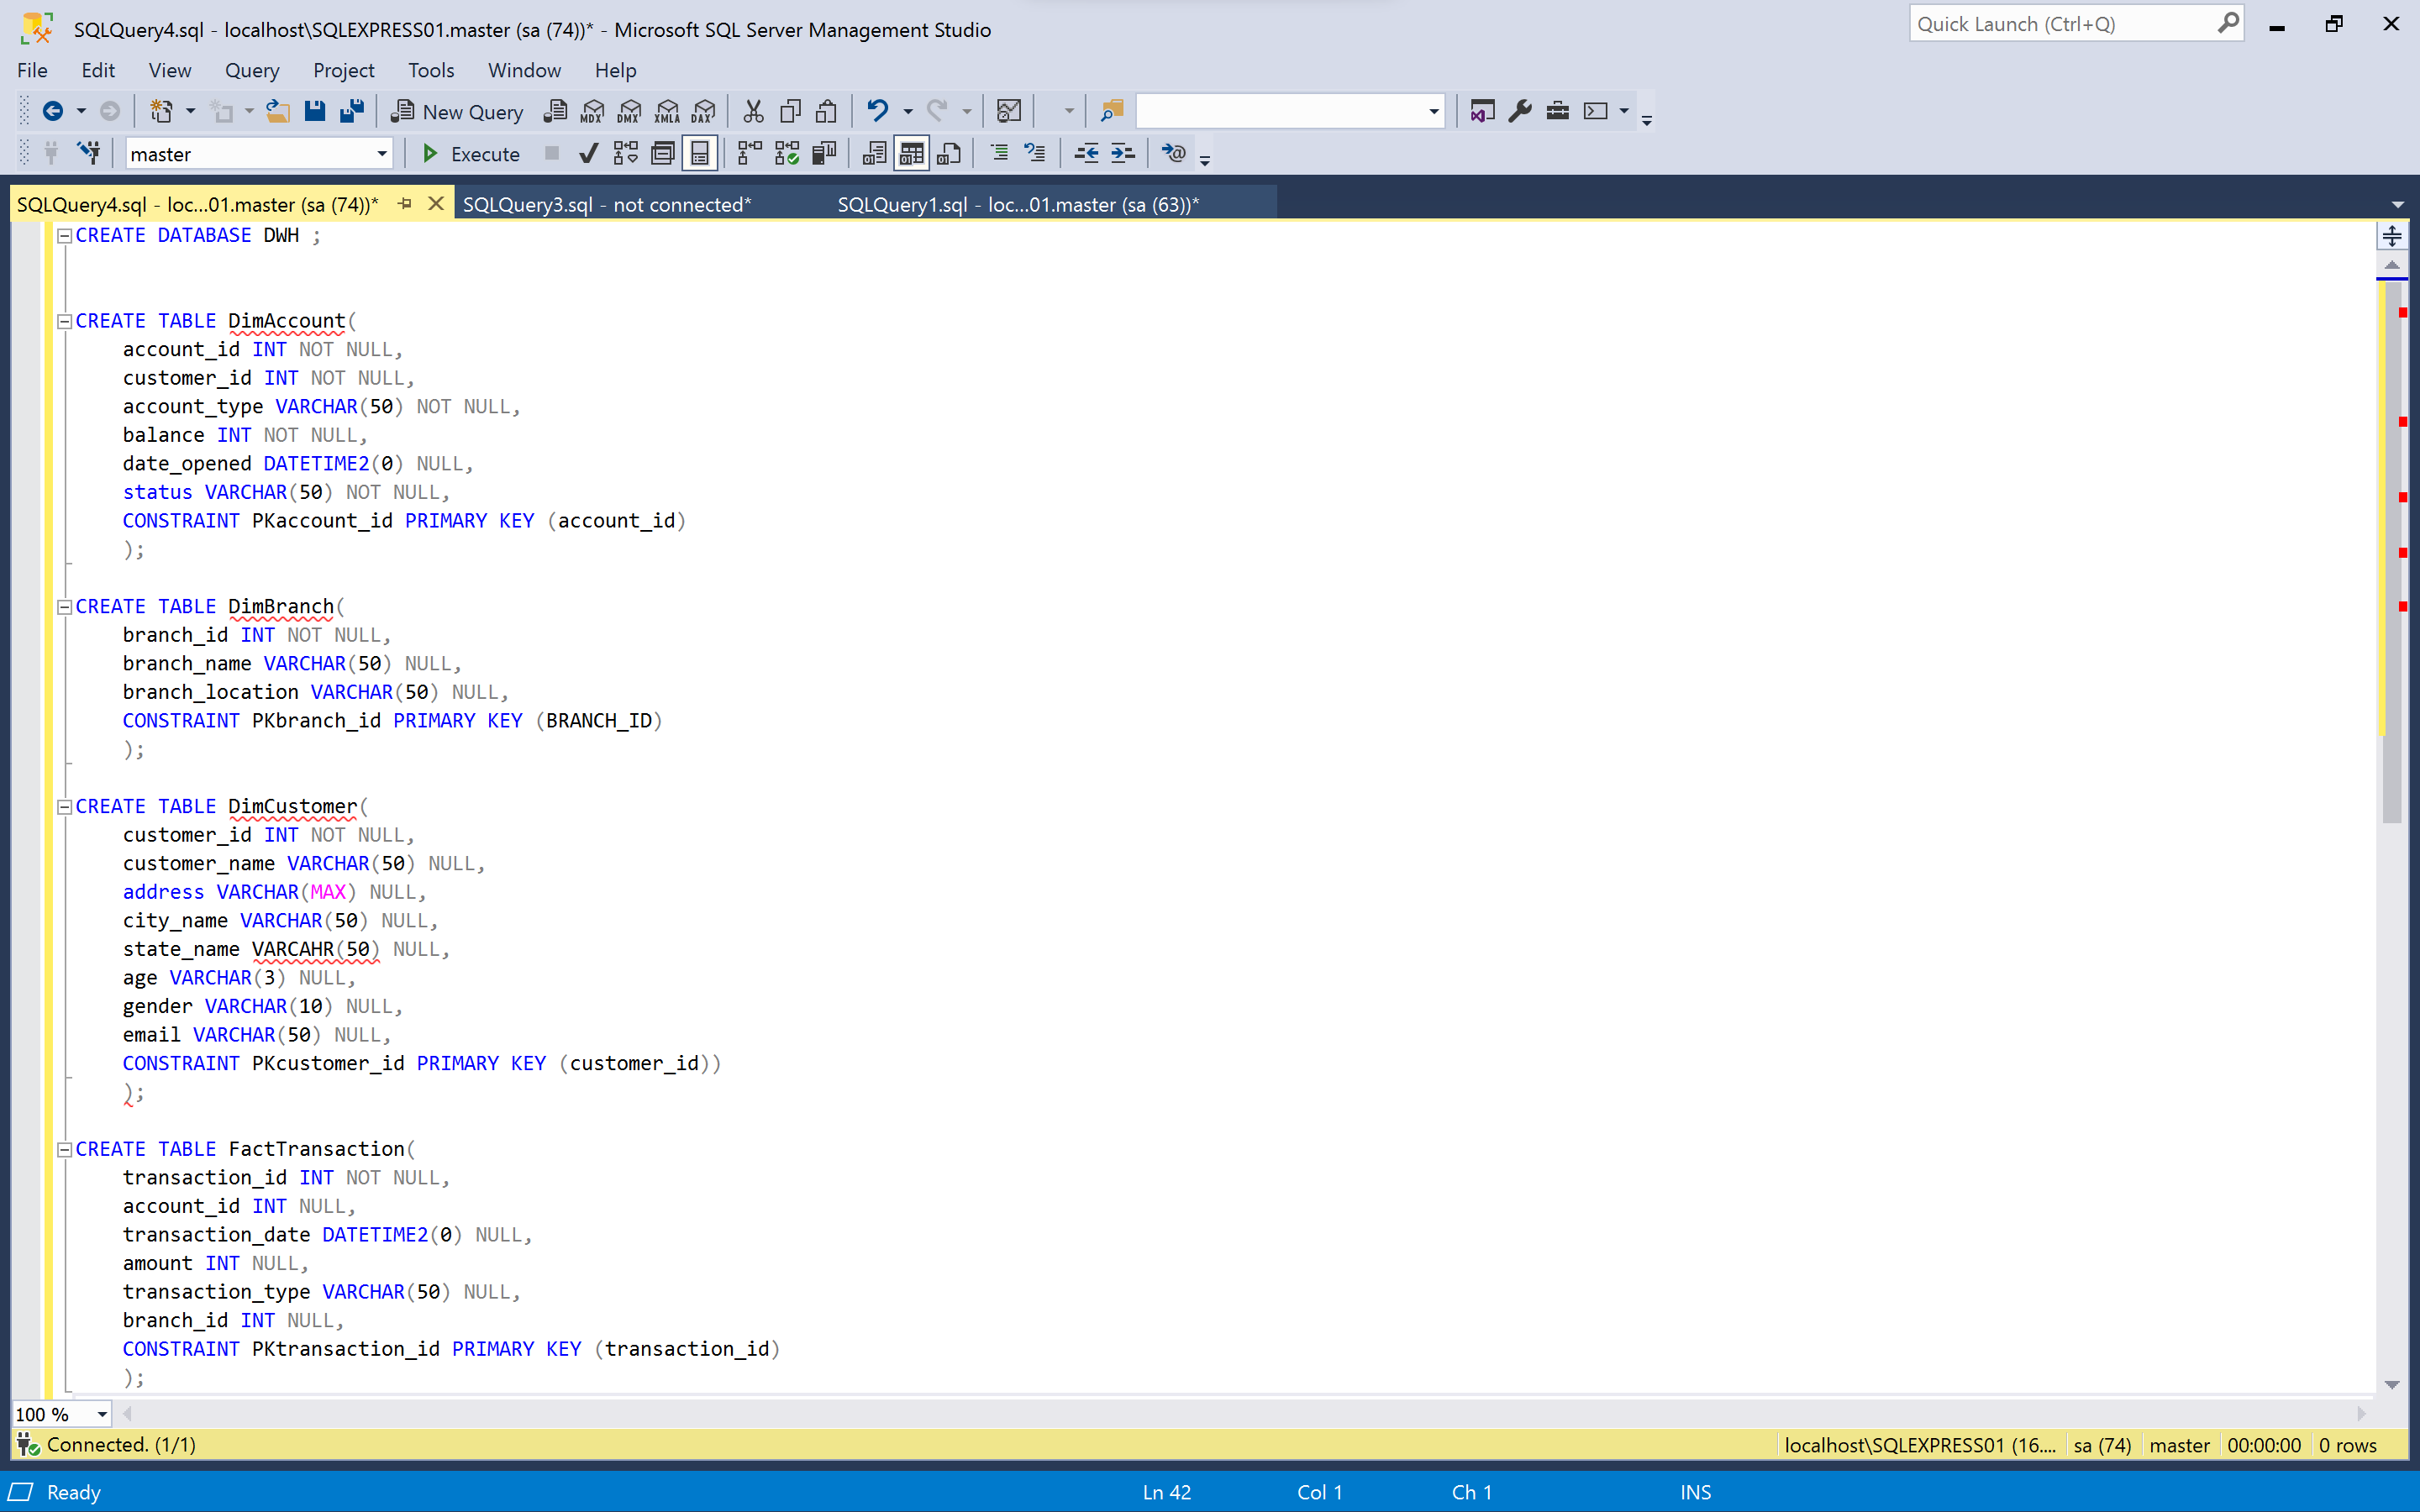 SQLQuery4.sql - localhost\SQLEXPRESS01.master (sa (74))* - Microsoft SQL Server Management Studio
Quick Launch (Ctrl+Q)
File Edit View Query Project Tools Window Help
New Query MDX DMX XMLA DAX
master Execute
SQLQuery4.sql - loc...01.master (sa (74))* SQLQuery3.sql - not connected* SQLQuery1.sql - loc...01.master (sa (63))*
CREATE DATABASE DWH ;
CREATE TABLE DimAccount(
account_id INT NOT NULL,
customer_id INT NOT NULL,
account_type VARCHAR(50) NOT NULL,
balance INT NOT NULL,
date_opened DATETIME2(0) NULL,
status VARCHAR(50) NOT NULL,
CONSTRAINT PKaccount_id PRIMARY KEY (account_id)
);
CREATE TABLE DimBranch(
branch_id INT NOT NULL,
branch_name VARCHAR(50) NULL,
branch_location VARCHAR(50) NULL,
CONSTRAINT PKbranch_id PRIMARY KEY (BRANCH_ID)
);
CREATE TABLE DimCustomer(
customer_id INT NOT NULL,
customer_name VARCHAR(50) NULL,
address VARCHAR(MAX) NULL,
city_name VARCHAR(50) NULL,
state_name VARCAHR(50) NULL,
age VARCHAR(3) NULL,
gender VARCHAR(10) NULL,
email VARCHAR(50) NULL,
CONSTRAINT PKcustomer_id PRIMARY KEY (customer_id))
);
CREATE TABLE FactTransaction(
transaction_id INT NOT NULL,
account_id INT NULL,
transaction_date DATETIME2(0) NULL,
amount INT NULL,
transaction_type VARCHAR(50) NULL,
branch_id INT NULL,
CONSTRAINT PKtransaction_id PRIMARY KEY (transaction_id)
);
100 %
Connected. (1/1) localhost\SQLEXPRESS01 (16.... sa (74) master 00:00:00 0 rows
Ready Ln 42 Col 1 Ch 1 INS